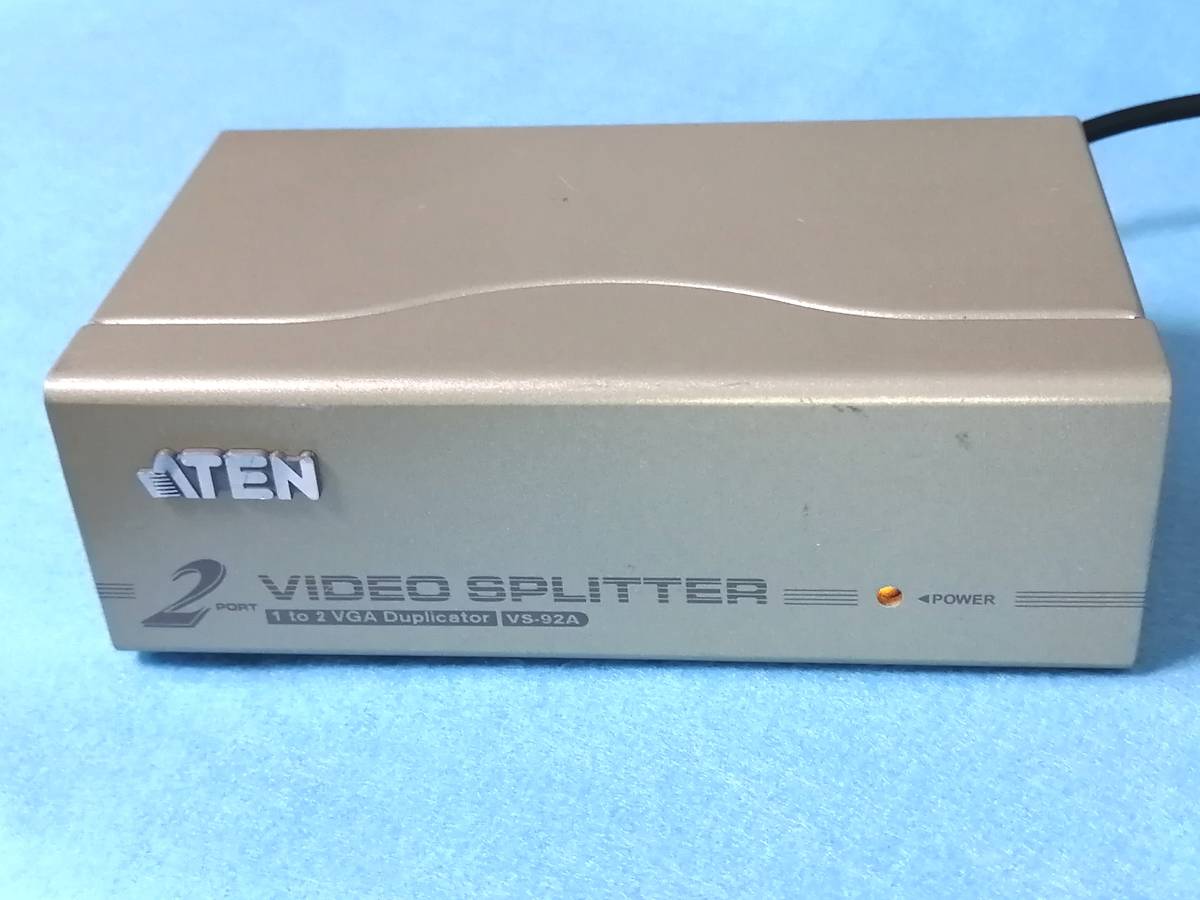 ATEN
2 PORT VIDEO SPLITTER
1 to 2 VGA Duplicator VS-92A
◄POWER